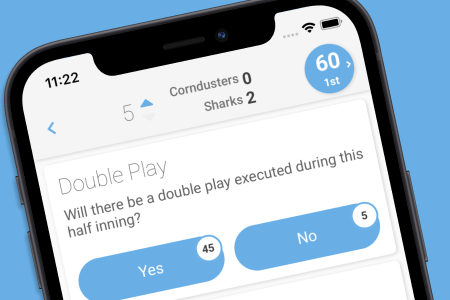 11:22
5
Corndusters 0
Sharks 2
60
1st
Double Play
Will there be a double play executed during this
half inning?
Yes
45
No
5